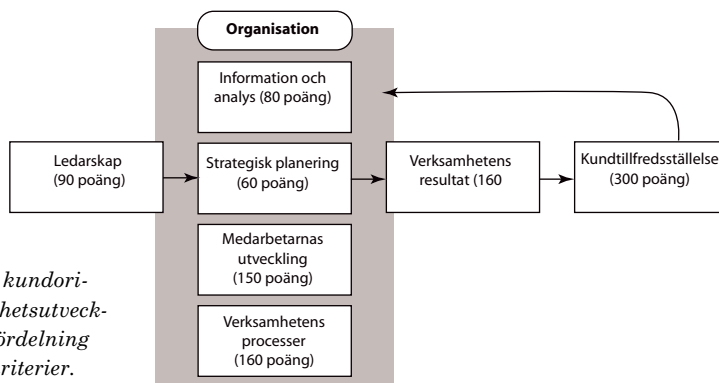 Organisation
Information och
analys (80 poäng)
Ledarskap
(90 poäng)
Strategisk planering
(60 poäng)
Verksamhetens
resultat (160
Kundtillfredsställelse
(300 poäng)
Medarbetarnas
utveckling
(150 poäng)
Verksamhetens
processer
(160 poäng)
kundori-
hetsutveck-
ördelning
riterier.